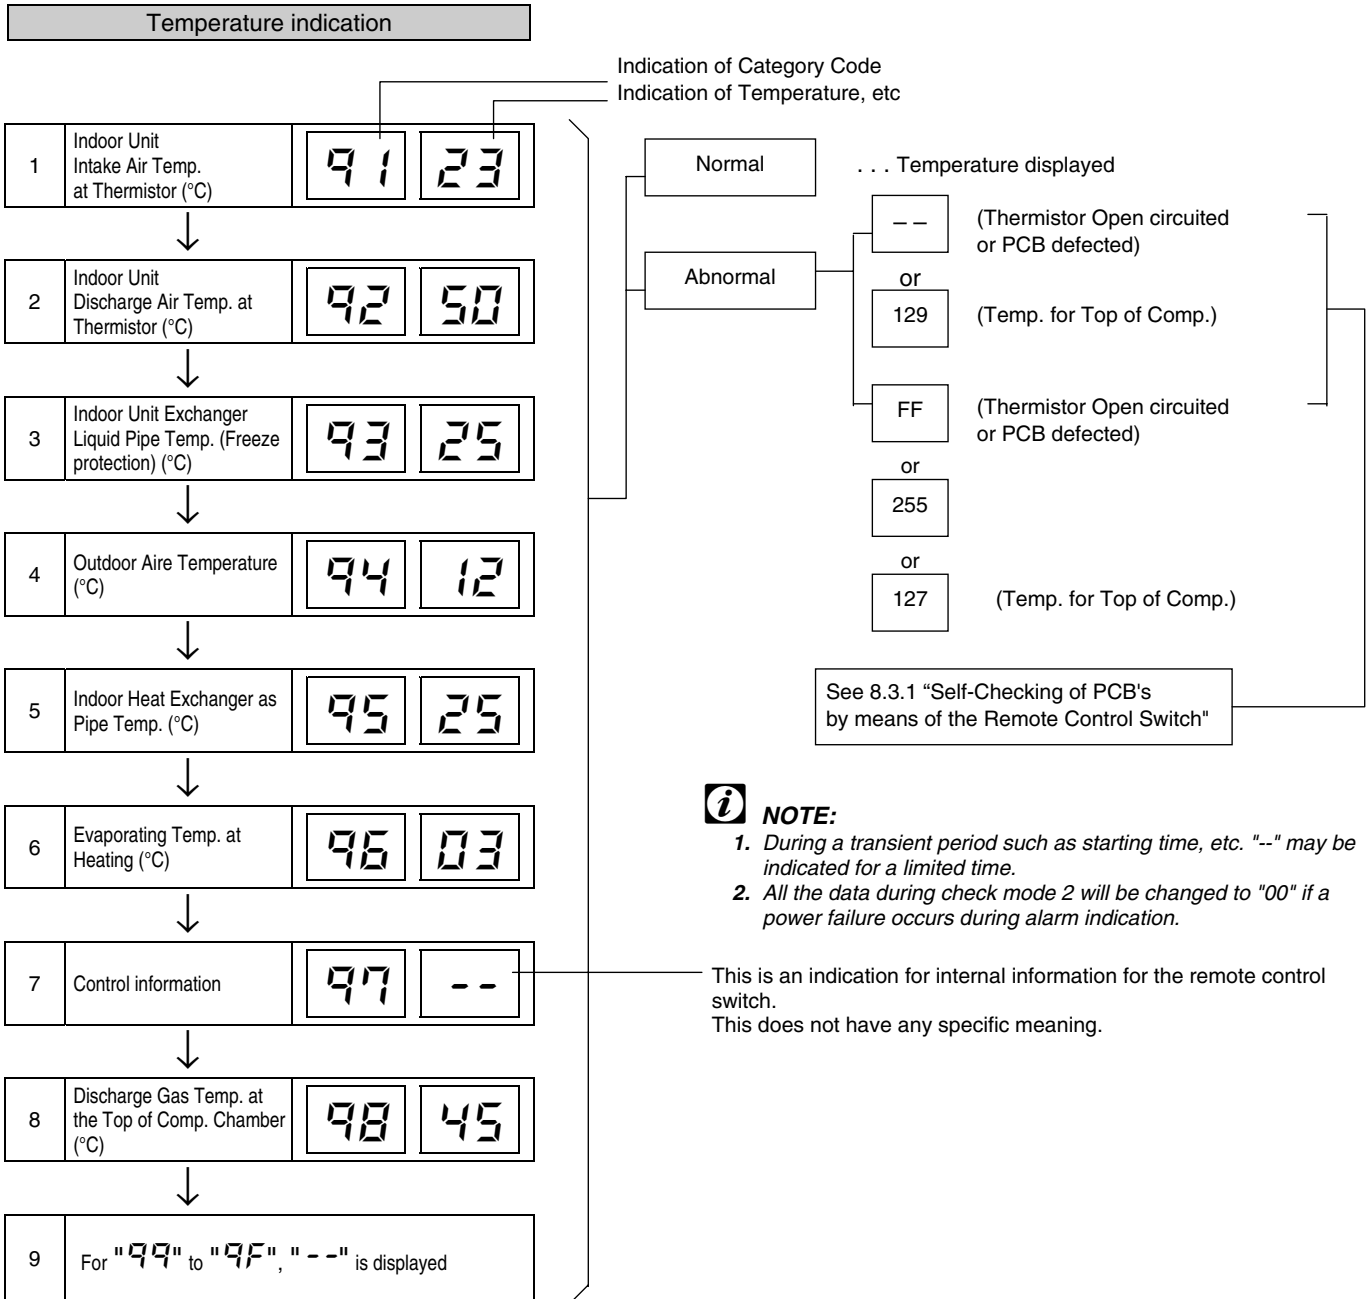 Temperature indication
Indication of Category Code
Indication of Temperature, etc
1
Indoor Unit
Intake Air Temp.
at Thermistor (°C)
91 23
2
Indoor Unit
Discharge Air Temp. at
Thermistor (°C)
92 50
3
Indoor Unit Exchanger
Liquid Pipe Temp. (Freeze
protection) (°C)
93 25
4
Outdoor Aire Temperature
(°C)
94 12
5
Indoor Heat Exchanger as
Pipe Temp. (°C)
95 25
6
Evaporating Temp. at
Heating (°C)
96 03
7
Control information
97 --
8
Discharge Gas Temp. at
the Top of Comp. Chamber
(°C)
98 45
9
For "99" to "9F", "--" is displayed
Normal
. . . Temperature displayed
Abnormal
– –
(Thermistor Open circuited
or PCB defected)
or
129
(Temp. for Top of Comp.)
FF
(Thermistor Open circuited
or PCB defected)
or
255
or
127
(Temp. for Top of Comp.)
See 8.3.1 “Self-Checking of PCB's
by means of the Remote Control Switch"
i NOTE:
1. During a transient period such as starting time, etc. "--" may be
indicated for a limited time.
2. All the data during check mode 2 will be changed to "00" if a
power failure occurs during alarm indication.
This is an indication for internal information for the remote control
switch.
This does not have any specific meaning.